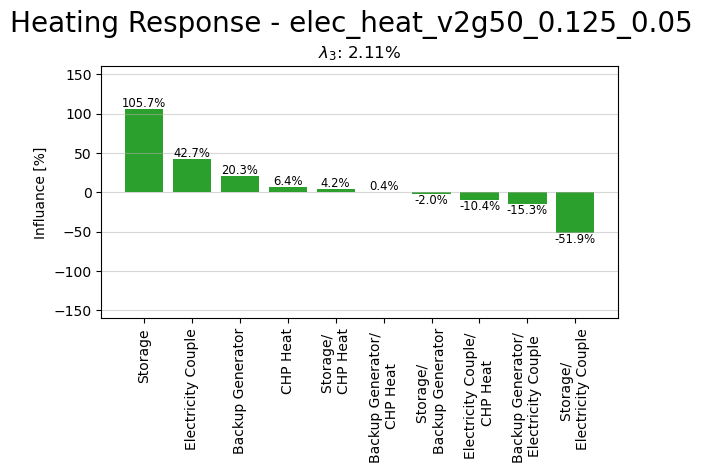 Heating Response - elec_heat_v2g50_0.125_0.05
λ3: 2.11%
Influance [%]
150
100
50
0
−50
−100
−150
105.7%
42.7%
20.3%
6.4%
4.2%
0.4%
-2.0%
-10.4%
-15.3%
-51.9%
Storage
Electricity Couple
Backup Generator
CHP Heat
Storage/
CHP Heat
Backup Generator/
CHP Heat
Storage/
Backup Generator
Electricity Couple/
CHP Heat
Backup Generator/
Electricity Couple
Storage/
Electricity Couple